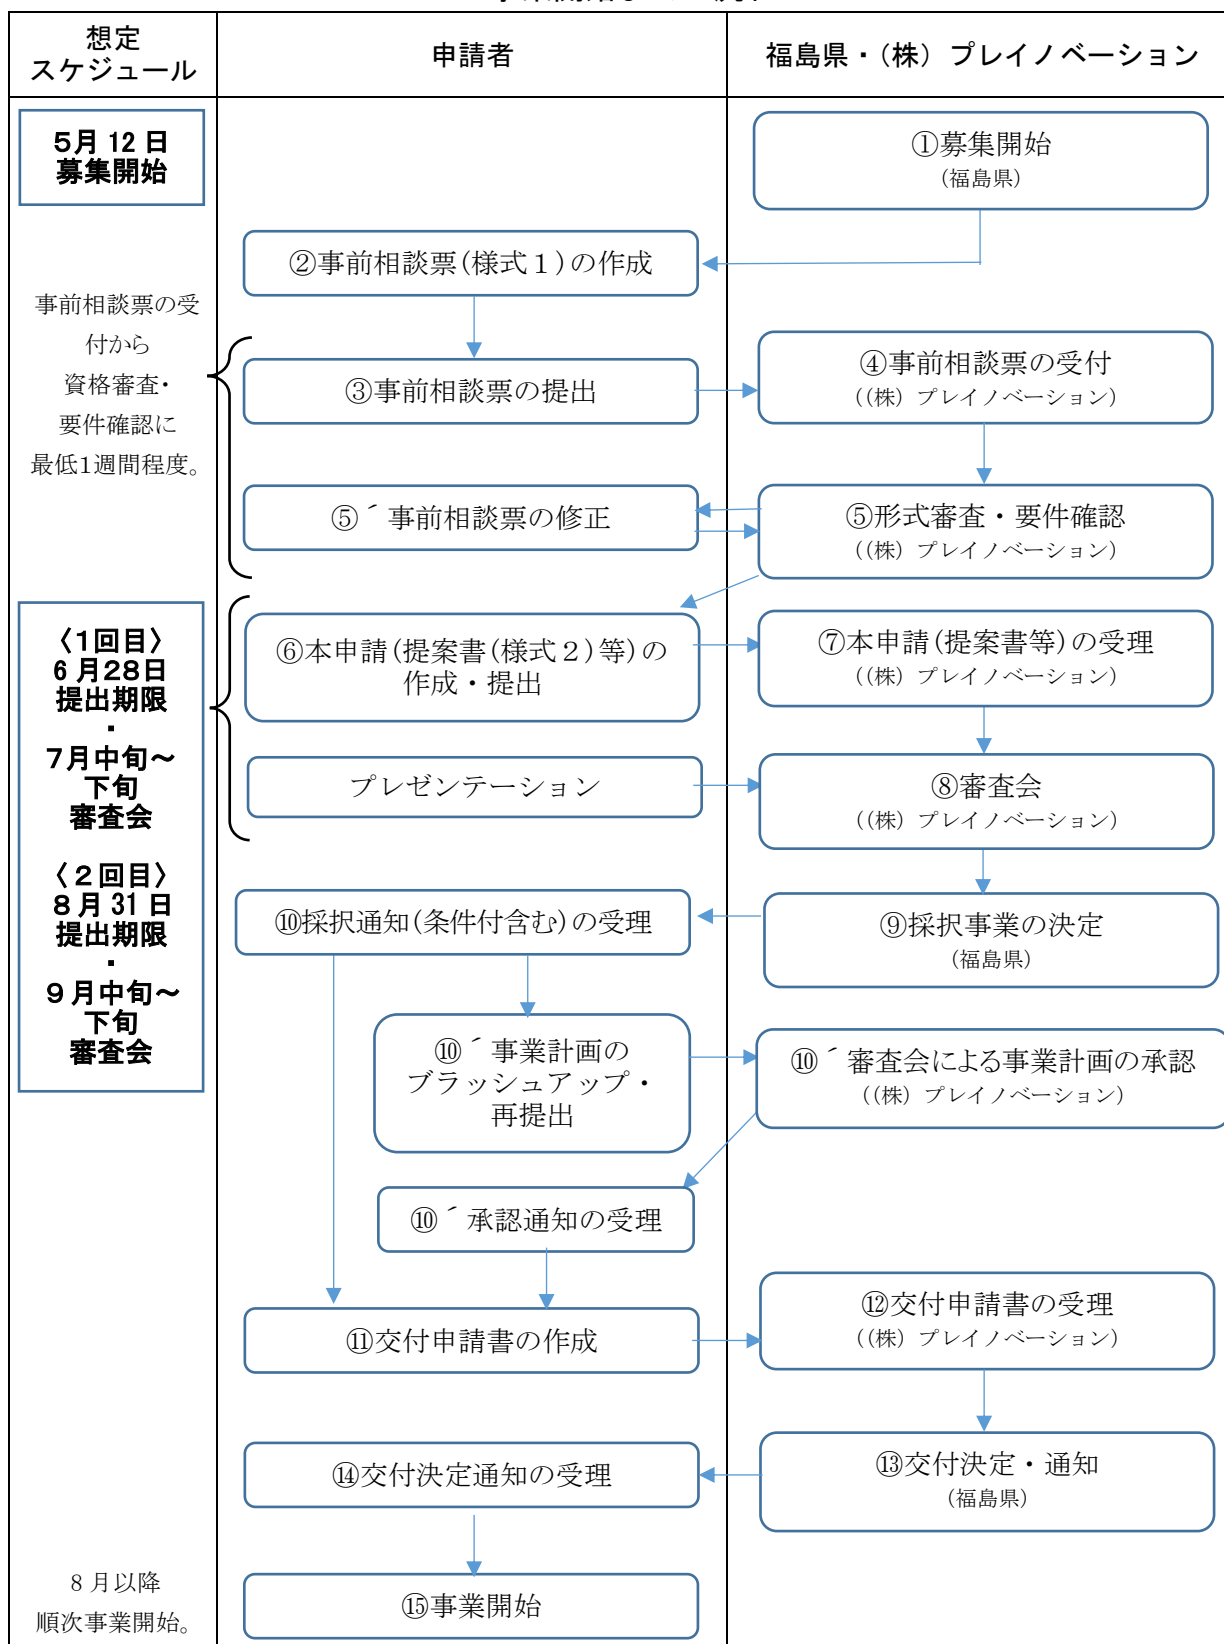 想定
スケジュール
申請者
福島県・(株) プレイノベーション
5月 12 日
募集開始
①募集開始
(福島県)
②事前相談票(様式１)の作成
事前相談票の受
付から
資格審査・
要件確認に
最低1週間程度。
③事前相談票の提出
④事前相談票の受付
((株) プレイノベーション)
⑤´事前相談票の修正
⑤形式審査・要件確認
((株) プレイノベーション)
〈1回目〉
6月28日
提出期限
・
7月中旬～
下旬
審査会
〈２回目〉
8月 31 日
提出期限
・
9月中旬～
下旬
審査会
⑥本申請(提案書(様式２)等)の
作成・提出
⑦本申請(提案書等)の受理
((株) プレイノベーション)
プレゼンテーション
⑧審査会
((株) プレイノベーション)
⑩採択通知(条件付含む)の受理
⑨採択事業の決定
(福島県)
⑩´事業計画の
ブラッシュアップ・
再提出
⑩´審査会による事業計画の承認
((株) プレイノベーション)
⑩´承認通知の受理
⑪交付申請書の作成
⑫交付申請書の受理
((株) プレイノベーション)
⑭交付決定通知の受理
⑬交付決定・通知
(福島県)
8月以降
順次事業開始。
⑮事業開始